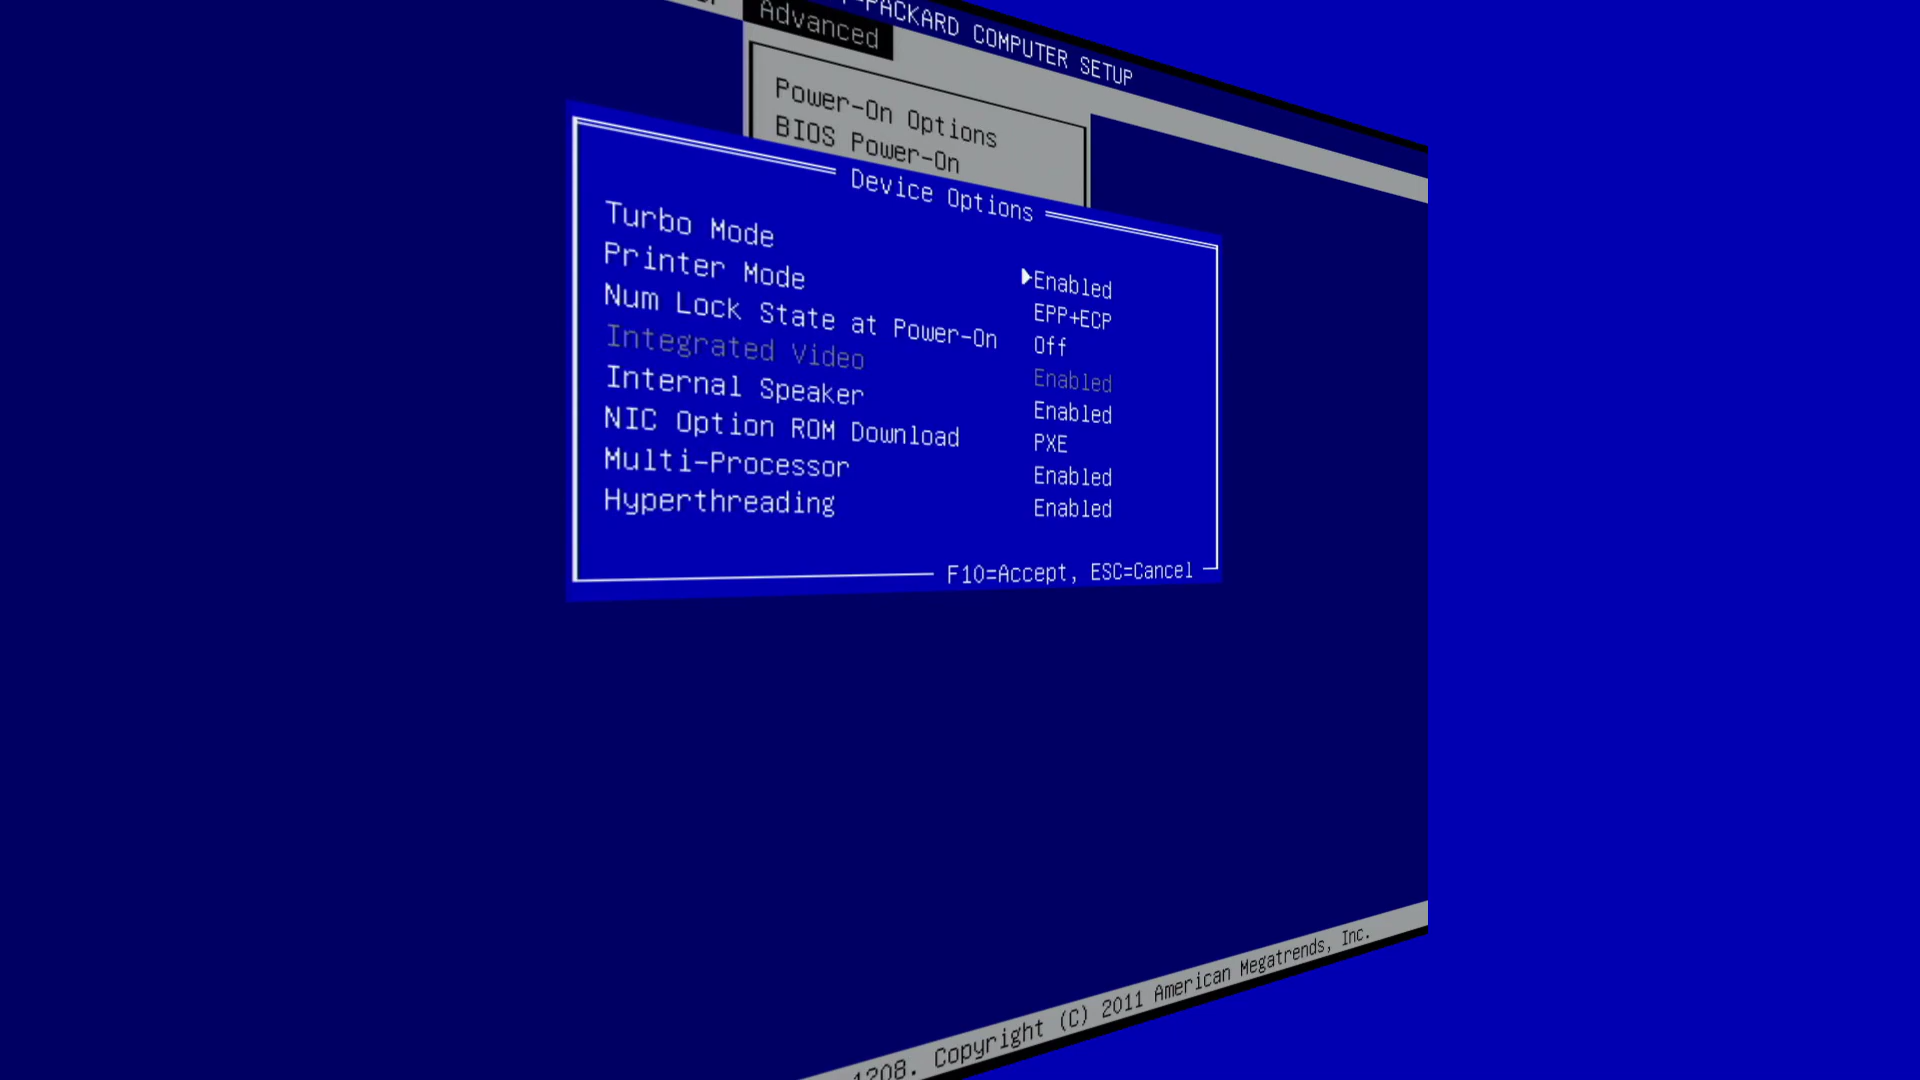 PACKARD COMPUTER SETUP
Advanced
Power-On Options
BIOS Power-On
Device Options
Turbo Mode ▶Enabled
Printer Mode EPP+ECP
Num Lock State at Power-On Off
Integrated Video Enabled
Internal Speaker Enabled
NIC Option ROM Download PXE
Multi-Processor Enabled
Hyperthreading Enabled
F10=Accept, ESC=Cancel
1208. Copyright (C) 2011 American Megatrends, Inc.